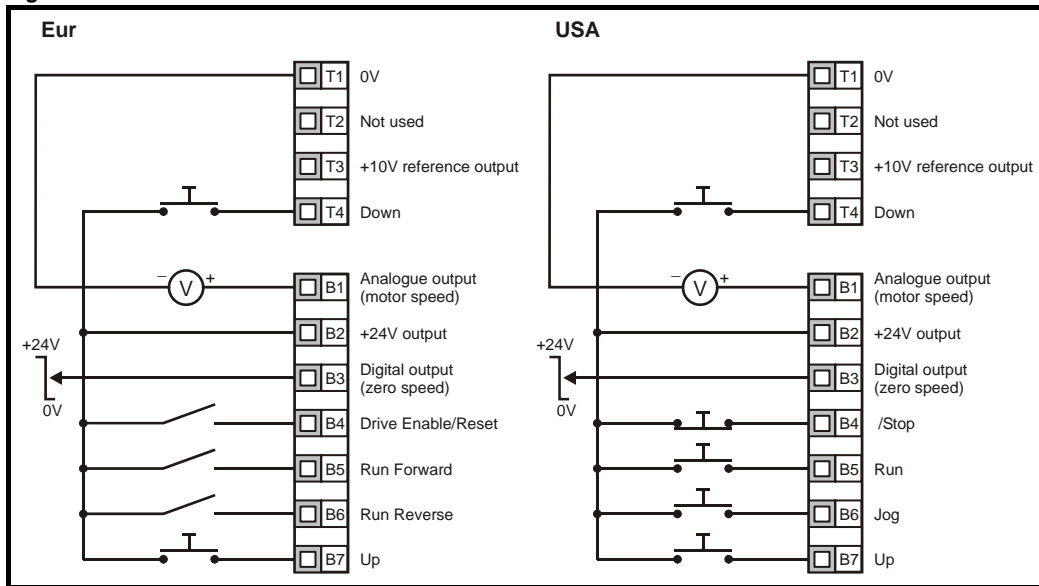 Eur
T1 0V
T2 Not used
T3 +10V reference output
T4 Down
− V +
B1 Analogue output
(motor speed)
B2 +24V output
+24V
0V
B3 Digital output
(zero speed)
B4 Drive Enable/Reset
B5 Run Forward
B6 Run Reverse
B7 Up
USA
T1 0V
T2 Not used
T3 +10V reference output
T4 Down
− V +
B1 Analogue output
(motor speed)
B2 +24V output
+24V
0V
B3 Digital output
(zero speed)
B4 /Stop
B5 Run
B6 Jog
B7 Up